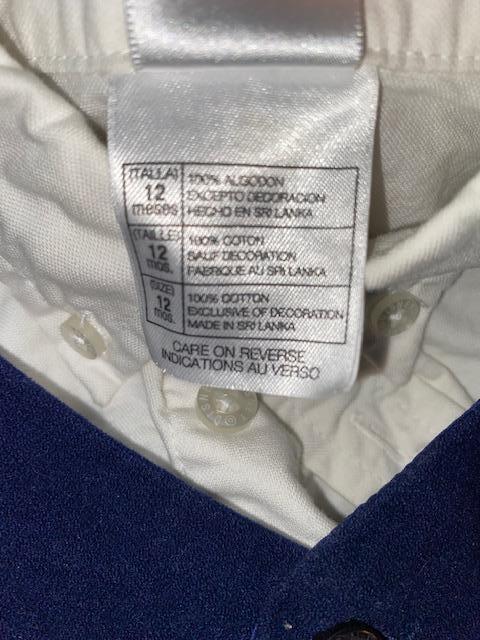 (TALLA) 100% ALGODON
12 EXCEPTO DECORACION
meses HECHO EN SRI LANKA
(TAILLE) 100% COTON
12 SAUF DECORATION
mos. FABRIQUE AU SRI LANKA
(SIZE) 100% COTTON
12 EXCLUSIVE OF DECORATION
mos. MADE IN SRI LANKA
CARE ON REVERSE
INDICATIONS AU VERSO